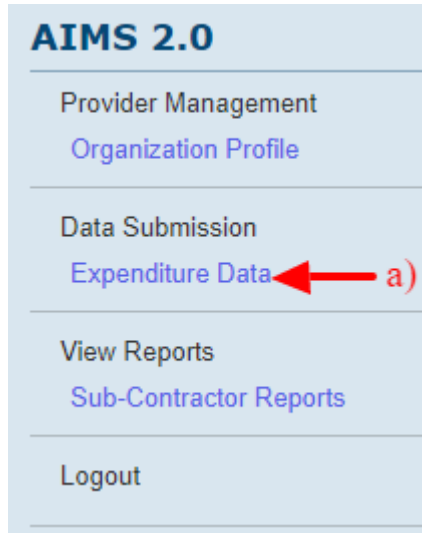 AIMS 2.0
Provider Management
Organization Profile
Data Submission
Expenditure Data a)
View Reports
Sub-Contractor Reports
Logout